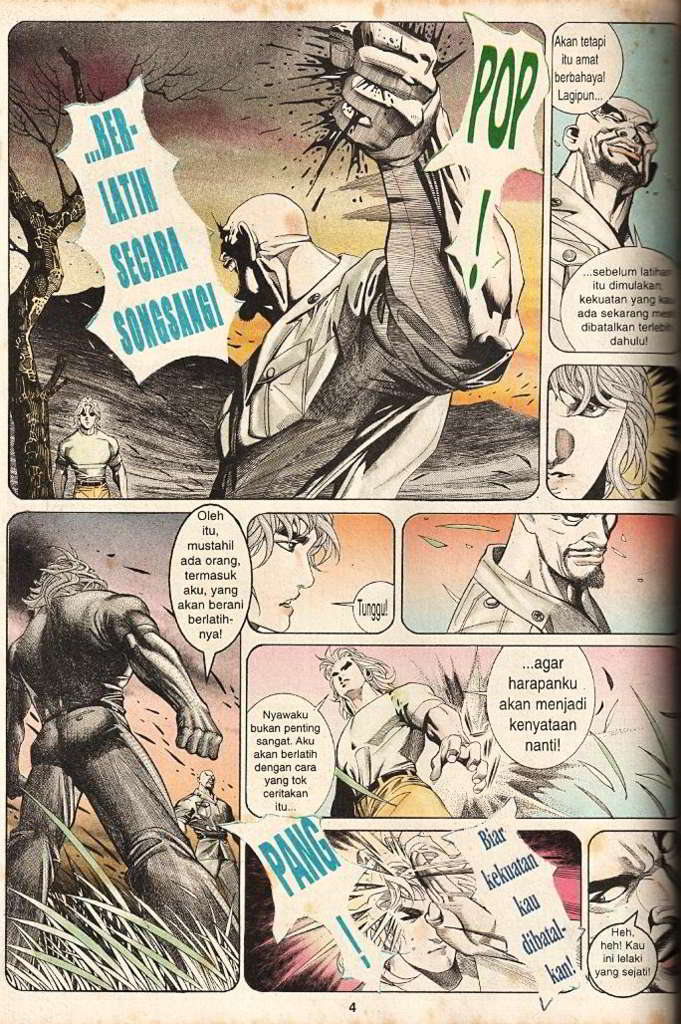 ...BER-
LATIH
SECARA
SONGSANG!
POP
!
Akan tetapi
itu amat
berbahaya!
Lagipun...
...sebelum latihan
itu dimulakan,
kekuatan yang kau
ada sekarang mesti
dibatalkan terlebih
dahulu!
Oleh
itu,
mustahil
ada orang,
termasuk
aku, yang
akan berani
berlatih-
nya!
Tunggu!
Nyawaku
bukan penting
sangat. Aku
akan berlatih
dengan cara
yang tok
ceritakan
itu...
...agar
harapanku
akan menjadi
kenyataan
nanti!
PANG
!
Biar
kekuatan
kau
dibatal-
kan!
Heh,
heh! Kau
ini lelaki
yang sejati!
4